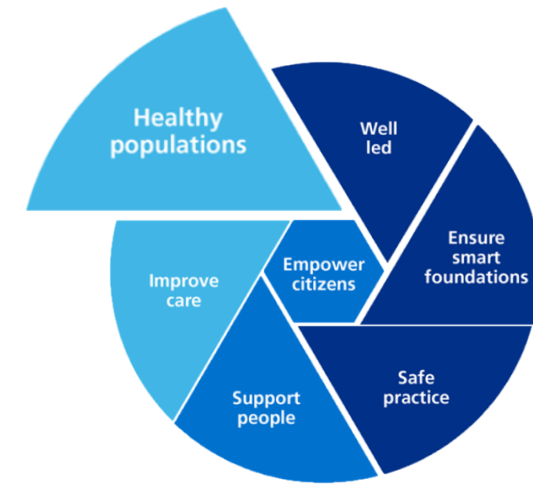 Healthy
populations
Well
led
Ensure
smart
foundations
Empower
citizens
Improve
care
Safe
practice
Support
people